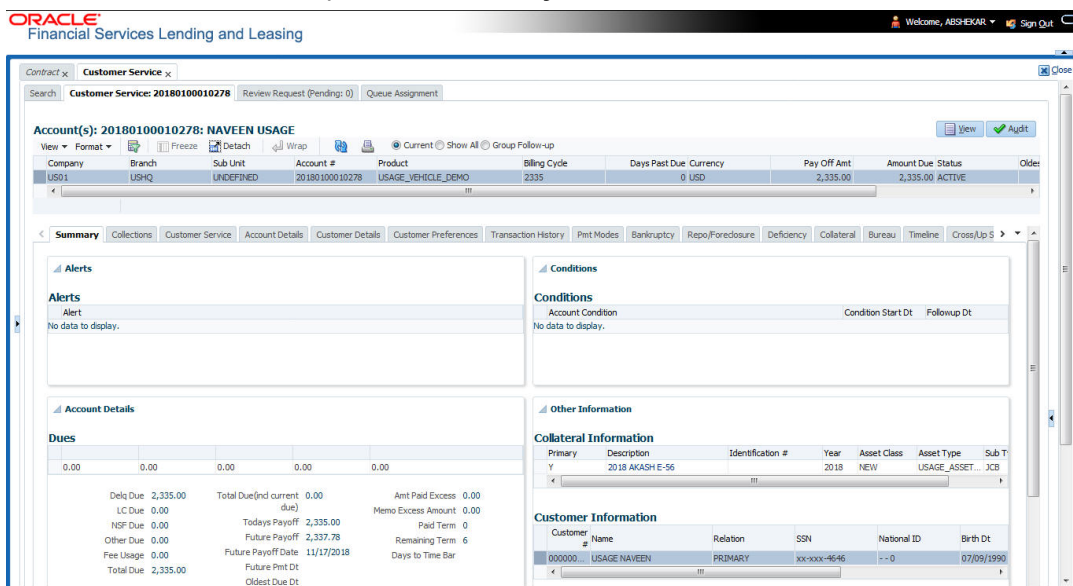 ORACLE
Financial Services Lending and Leasing
Welcome, ABSHEKAR Sign Out
Contract x Customer Service x Close
Search Customer Service: 20180100010278 Review Request (Pending: 0) Queue Assignment
Account(s): 20180100010278: NAVEEN USAGE
View Audit
View Format Freeze Detach Wrap Current Show All Group Follow-up
Company Branch Sub Unit Account # Product Billing Cycle Days Past Due Currency Pay Off Amt Amount Due Status Oldes
US01 USHQ UNDEFINED 20180100010278 USAGE_VEHICLE_DEMO 2335 0 USD 2,335.00 2,335.00 ACTIVE
Summary Collections Customer Service Account Details Customer Details Customer Preferences Transaction History Pmt Modes Bankruptcy Repo/Foreclosure Deficiency Collateral Bureau Timeline Cross/Up S
Alerts
Alerts
Alert
No data to display.
Conditions
Conditions
Account Condition Condition Start Dt Followup Dt
No data to display.
Account Details
Dues
0.00 0.00 0.00 0.00 0.00
Delq Due 2,335.00
LC Due 0.00
NSF Due 0.00
Other Due 0.00
Fee Usage 0.00
Total Due 2,335.00
Total Due(incl current 0.00
due)
Todays Payoff 2,335.00
Future Payoff 2,337.78
Future Payoff Date 11/17/2018
Future Pmt Dt
Oldest Due Dt
Amt Paid Excess 0.00
Memo Excess Amount 0.00
Paid Term 0
Remaining Term 6
Days to Time Bar
Other Information
Collateral Information
Primary Description Identification # Year Asset Class Asset Type Sub T
Y 2018 AKASH E-56 2018 NEW USAGE_ASSET... JCB
Customer Information
Customer # Name Relation SSN National ID Birth Dt
000000... USAGE NAVEEN PRIMARY xx-xxx-4646 - - 0 07/09/1990